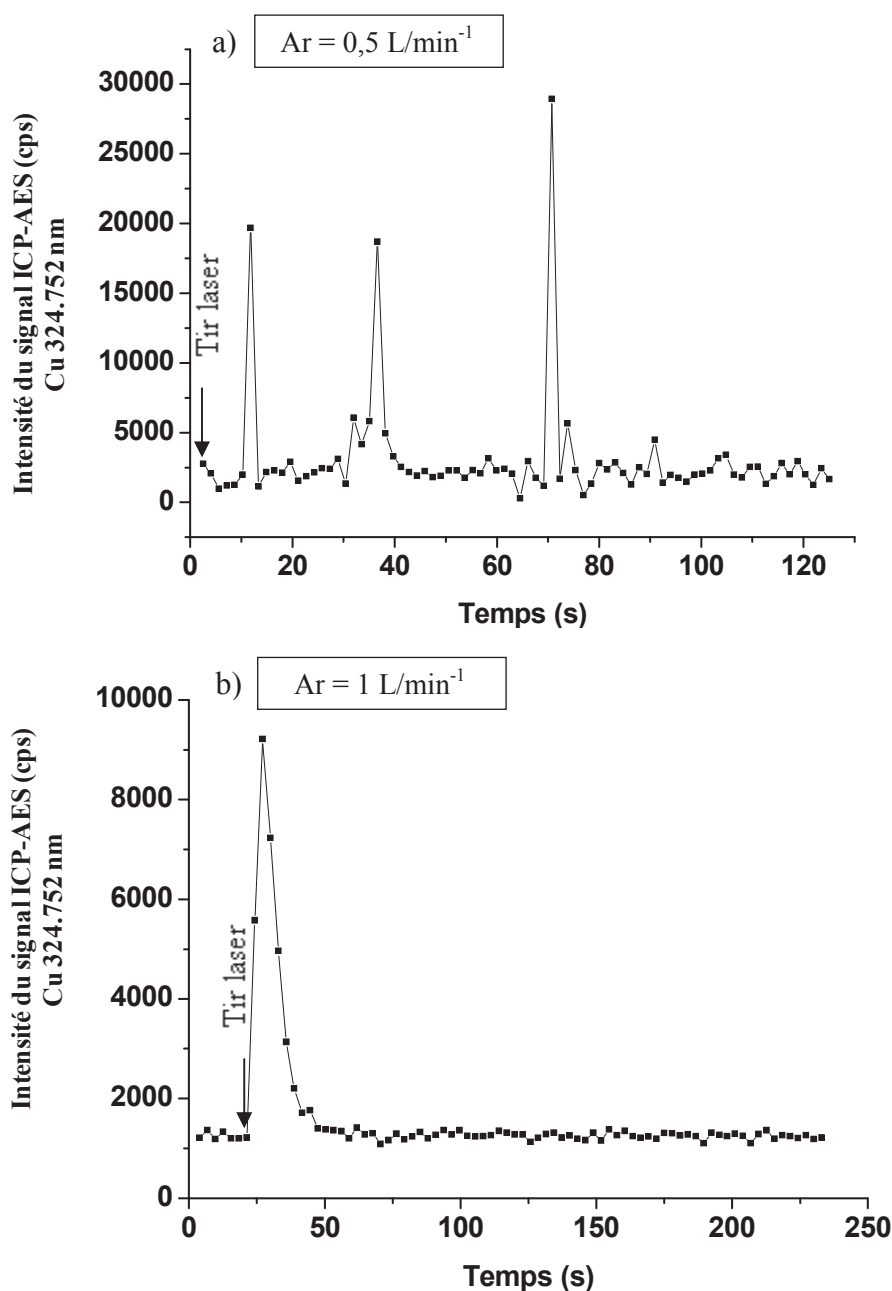 a)
Ar = 0,5 L/min⁻¹
Intensité du signal ICP-AES (cps)
Cu 324.752 nm
30000
25000
20000
15000
10000
5000
0
Tir laser
0 20 40 60 80 100 120
Temps (s)
b)
Ar = 1 L/min⁻¹
Intensité du signal ICP-AES (cps)
Cu 324.752 nm
10000
8000
6000
4000
2000
0
Tir laser
0 50 100 150 200 250
Temps (s)